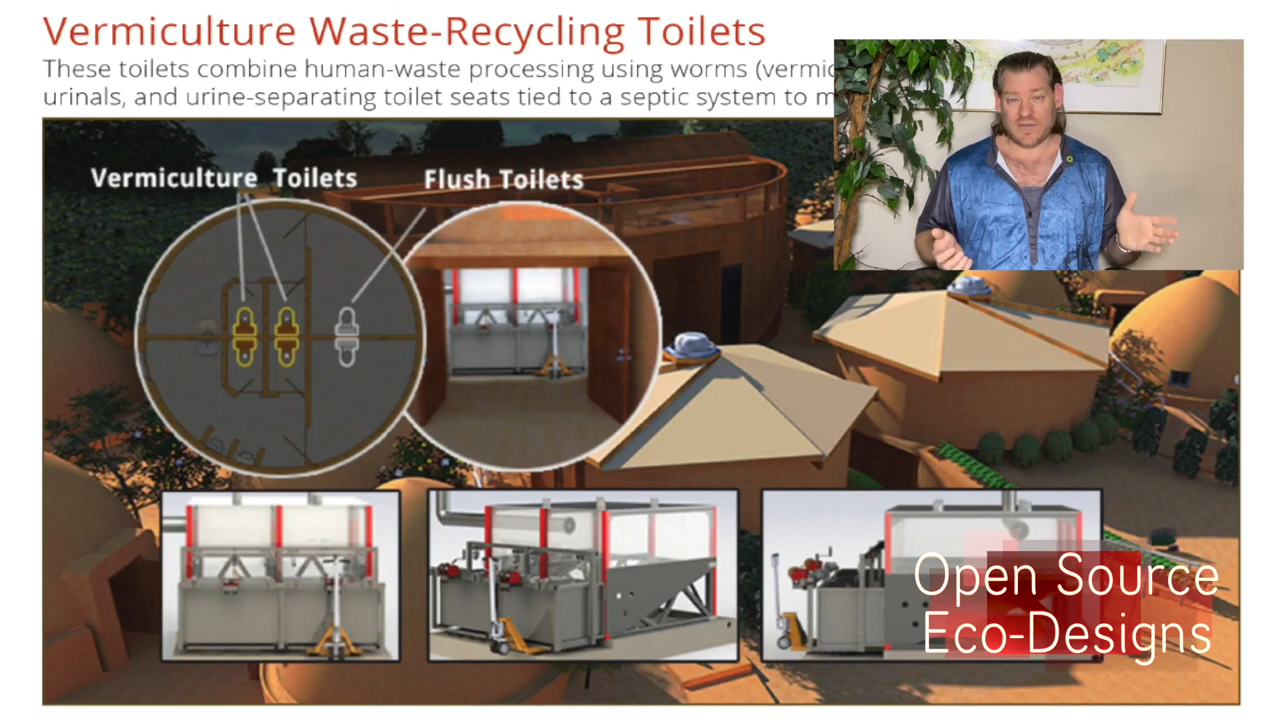 Vermiculture Waste-Recycling Toilets
These toilets combine human-waste processing using worms
urinals, and urine-separating toilet seats tied to a septic system to
Vermiculture Toilets
Flush Toilets
Open Source
Eco-Designs